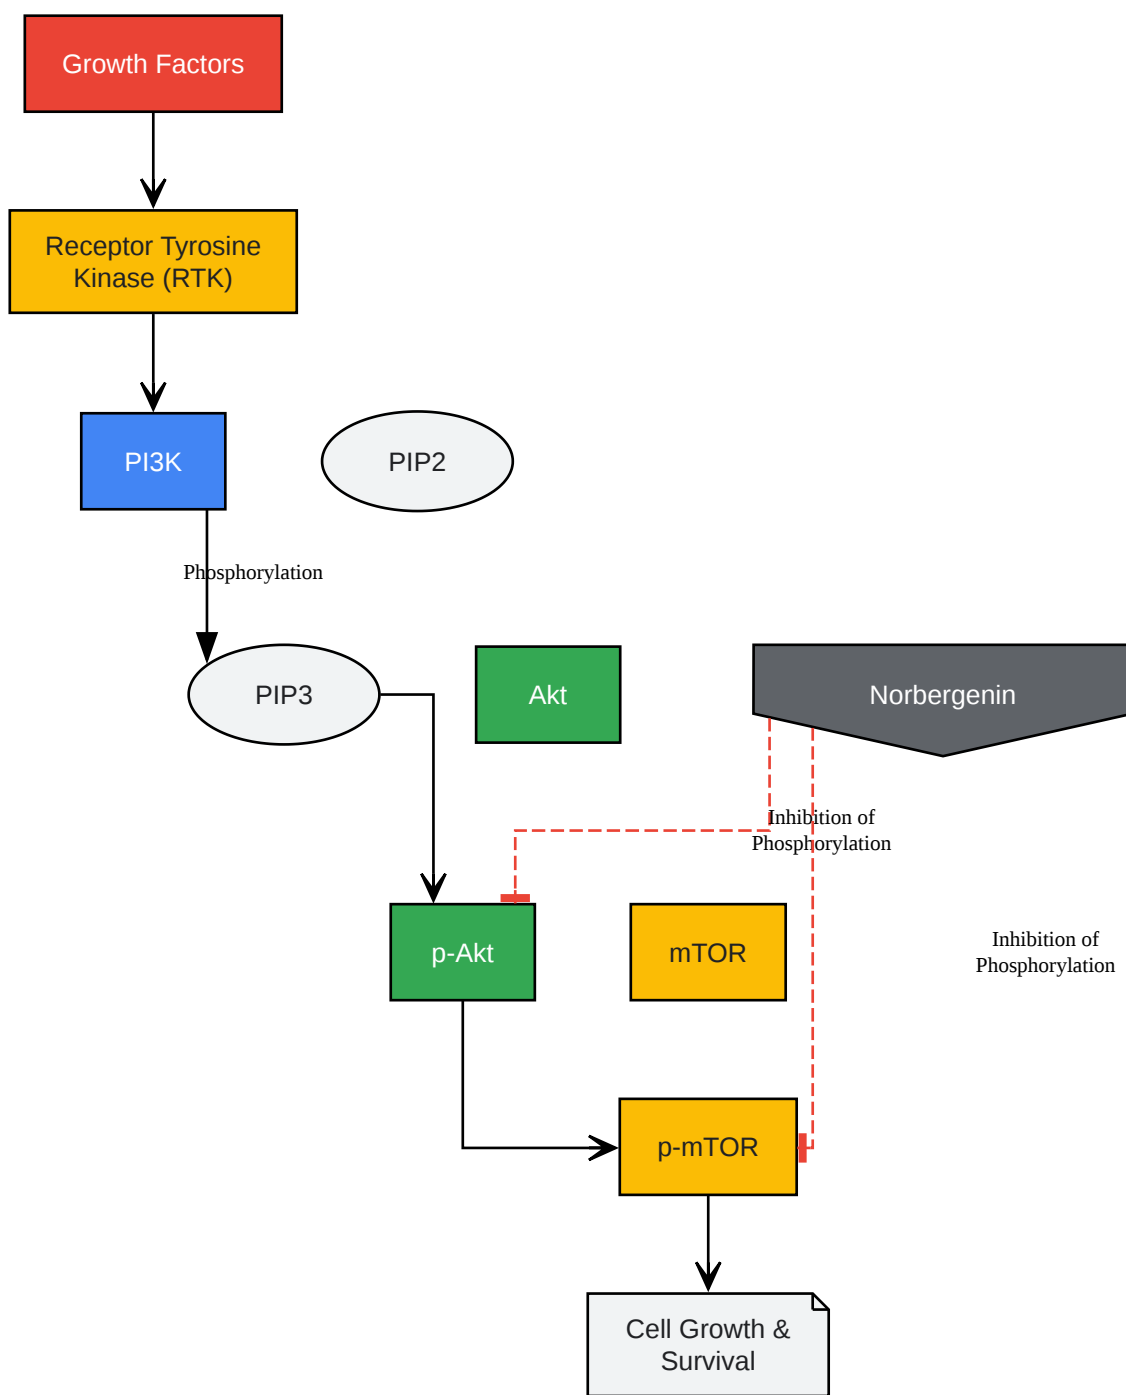 Growth Factors
Receptor Tyrosine
Kinase (RTK)
PI3K
PIP2
Phosphorylation
PIP3
Akt
Norbergenin
Inhibition of
Phosphorylation
p-Akt
mTOR
Inhibition of
Phosphorylation
p-mTOR
Cell Growth &
Survival